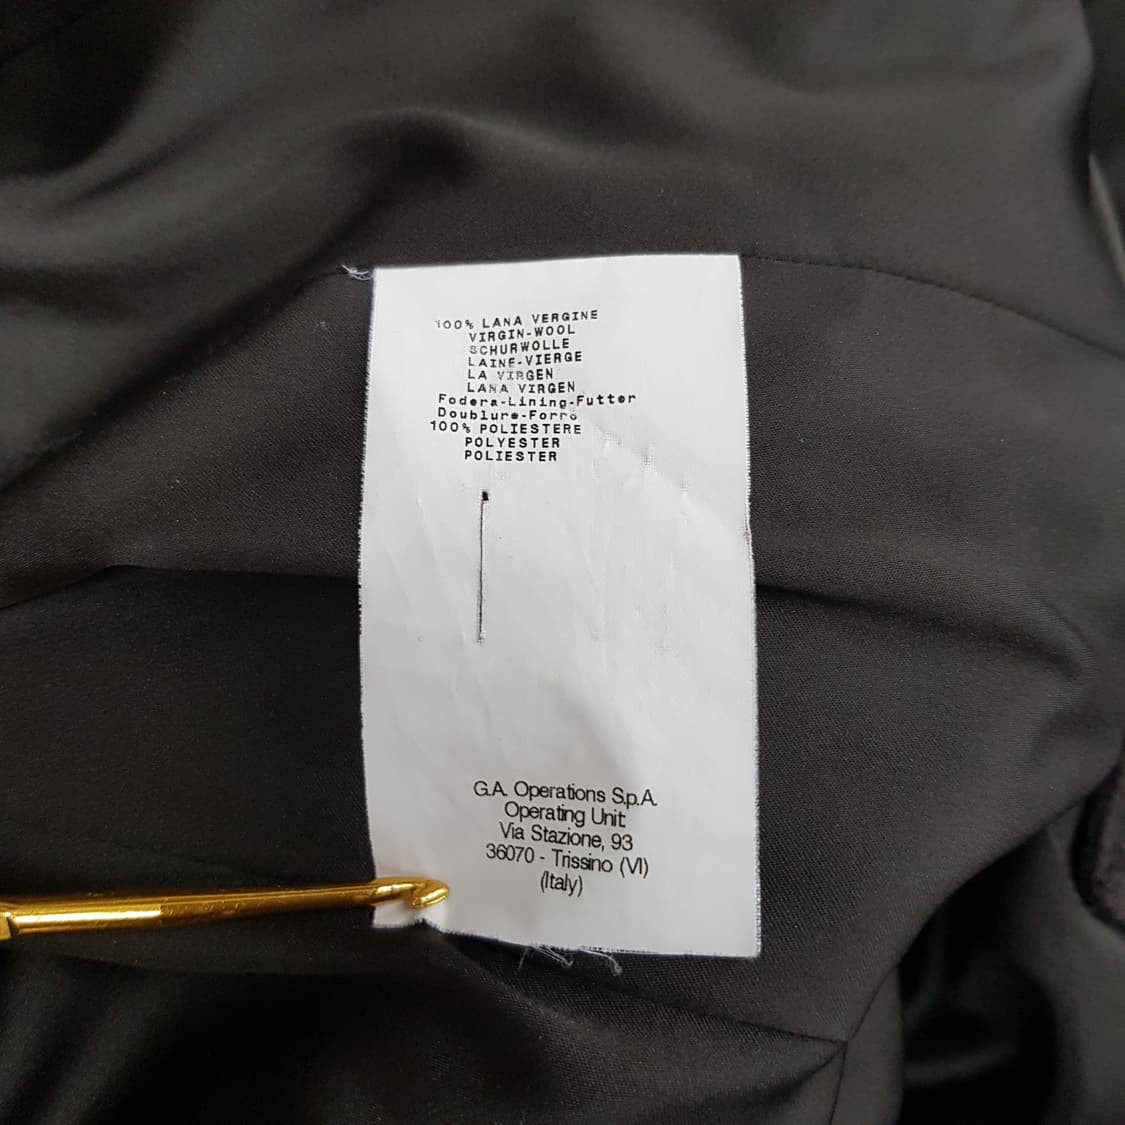 100% LANA VERGINE
VIRGIN-WOOL
SCHURWOLLE
LAINE-VIERGE
LA VIRGEN
LANA VIRGEN
Fodera-Lining-Futter
Doublure-Forro
100% POLIESTERE
POLYESTER
POLIESTER
G.A. Operations S.p.A.
Operating Unit
Via Stazione, 93
36070 - Trissino (VI)
(Italy)